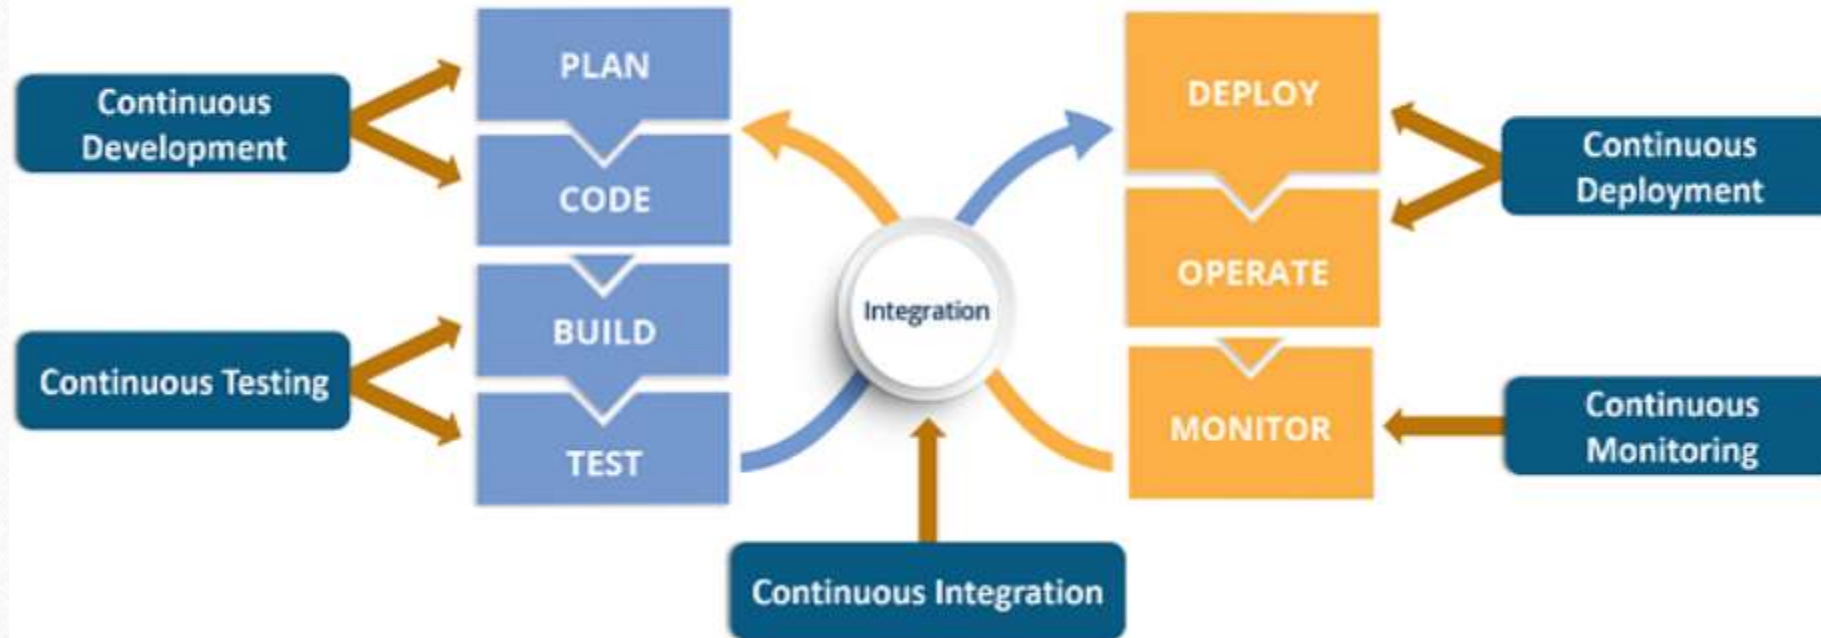 Continuous
Development
PLAN
CODE
Continuous Testing
BUILD
TEST
Integration
Continuous Integration
DEPLOY
OPERATE
MONITOR
Continuous
Deployment
Continuous
Monitoring